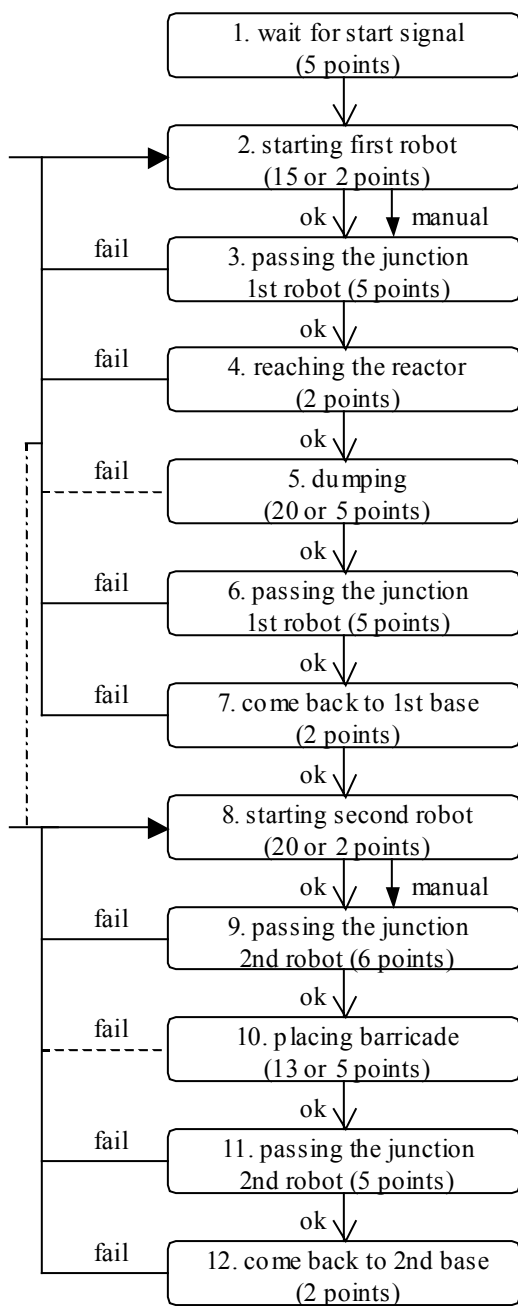 1. wait for start signal
(5 points)
2. starting first robot
(15 or 2 points)
ok manual
fail
3. passing the junction
1st robot (5 points)
ok
fail
4. reaching the reactor
(2 points)
ok
fail
5. dumping
(20 or 5 points)
ok
fail
6. passing the junction
1st robot (5 points)
ok
fail
7. come back to 1st base
(2 points)
ok
8. starting second robot
(20 or 2 points)
ok manual
fail
9. passing the junction
2nd robot (6 points)
ok
fail
10. placing barricade
(13 or 5 points)
ok
fail
11. passing the junction
2nd robot (5 points)
ok
fail
12. come back to 2nd base
(2 points)